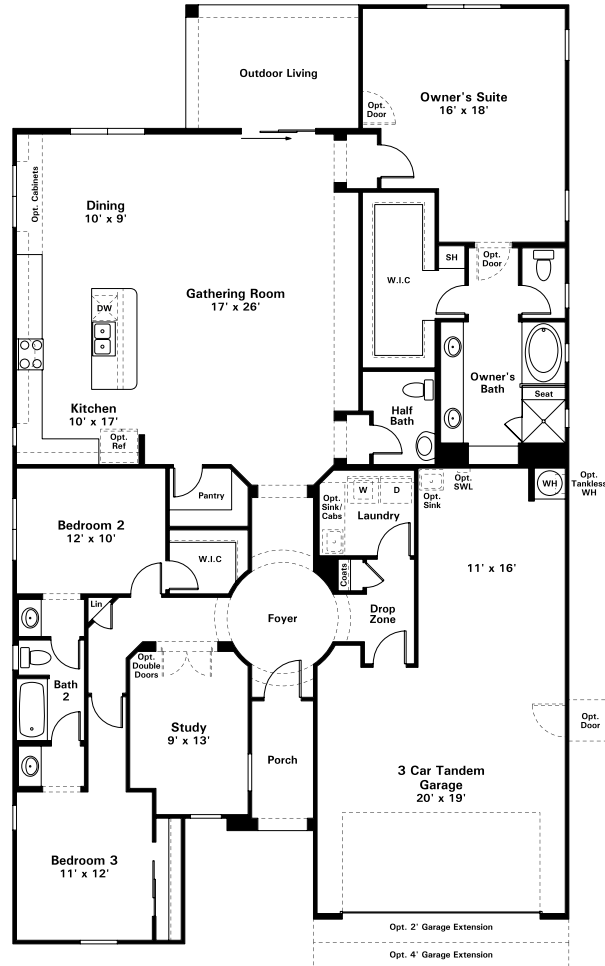 Outdoor Living
Owner's Suite
16' x 18'
Opt.
Door
Opt. Cabinets
Dining
10' x 9'
Gathering Room
17' x 26'
DW
Kitchen
10' x 17'
Opt.
Ref
W.I.C
SH
Opt.
Door
Owner's
Bath
Seat
Half
Bath
Pantry
Opt.
Sink/
Cabs
W
D
Laundry
Opt.
Sink
Opt.
SWL
WH
Opt.
Tankless
WH
Bedroom 2
12' x 10'
W.I.C
Coats
11' x 16'
Lin
Foyer
Drop
Zone
Opt.
Double
Doors
Bath
2
Study
9' x 13'
Porch
Opt.
Door
3 Car Tandem
Garage
20' x 19'
Bedroom 3
11' x 12'
Opt. 2' Garage Extension
Opt. 4' Garage Extension